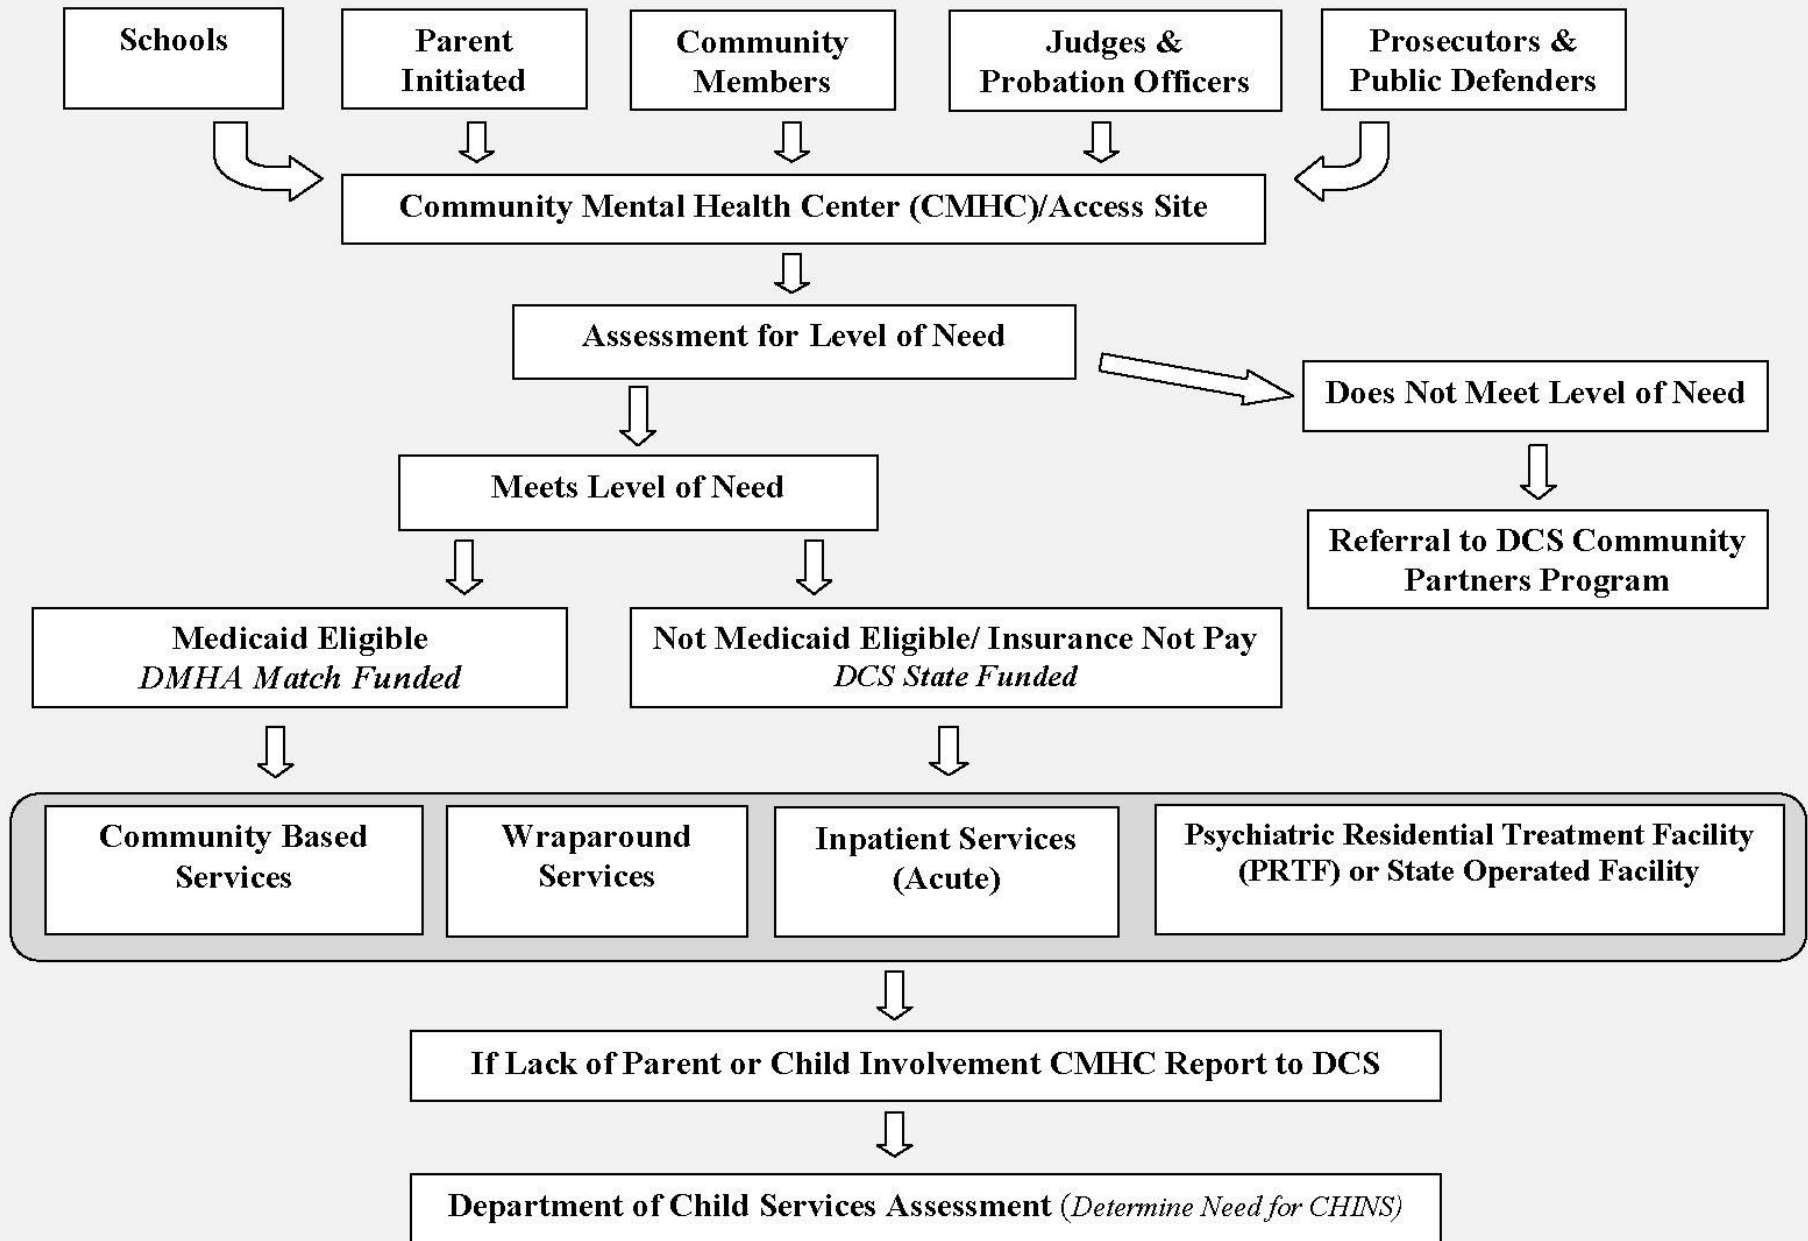 Schools
Parent
Initiated
Community
Members
Judges &
Probation Officers
Prosecutors &
Public Defenders
Community Mental Health Center (CMHC)/Access Site
Assessment for Level of Need
Does Not Meet Level of Need
Meets Level of Need
Referral to DCS Community
Partners Program
Medicaid Eligible
DMHA Match Funded
Not Medicaid Eligible/ Insurance Not Pay
DCS State Funded
Community Based
Services
Wraparound
Services
Inpatient Services
(Acute)
Psychiatric Residential Treatment Facility
(PRTF) or State Operated Facility
If Lack of Parent or Child Involvement CMHC Report to DCS
Department of Child Services Assessment (Determine Need for CHINS)